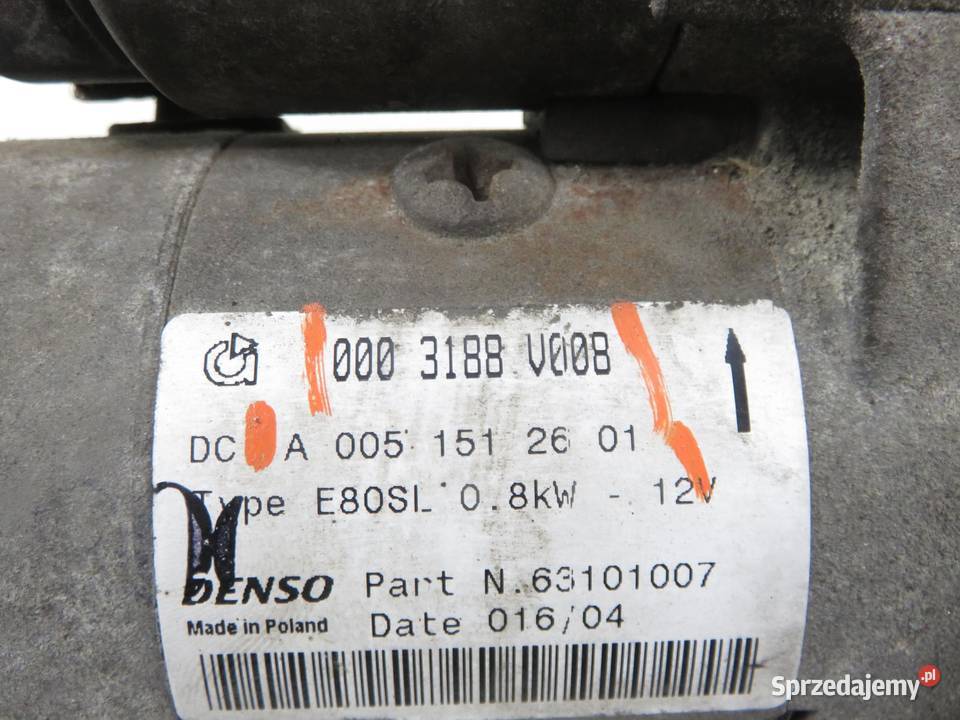 000 3188 V008
DC A 005 151 26 01
Type E80SL 0.8kW - 12V
DENSO Part N.63101007
Made in Poland Date 016/04
Sprzedajemy.pl